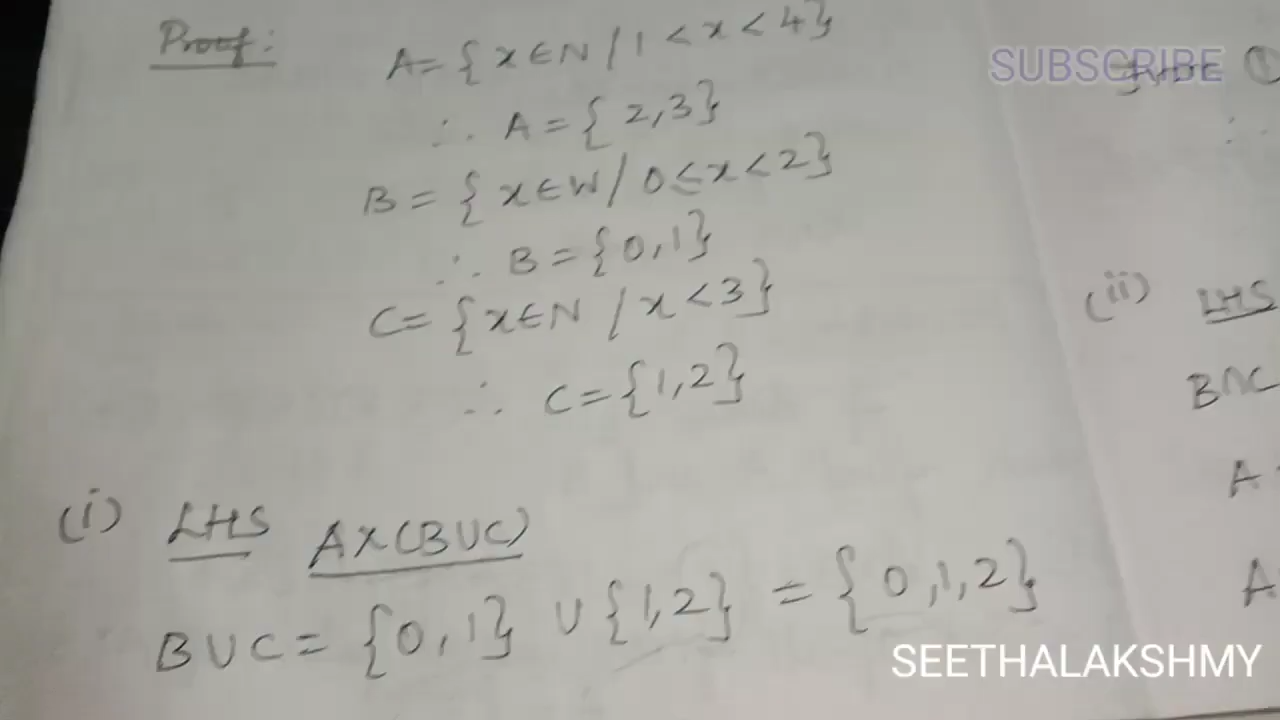 Proof:
A = { x ∈ N / 1 < x < 4}
∴ A = { 2, 3}
B = { x ∈ W / 0 ≤ x < 2}
∴ B = {0, 1}
C = {x ∈ N / x < 3}
∴ C = {1, 2}
(i) LHS A X (B U C)
B U C = {0, 1} U {1, 2} = {0, 1, 2}
SUBSCRIBE
(ii) LHS
B∩C
A
A
SEETHALAKSHMY